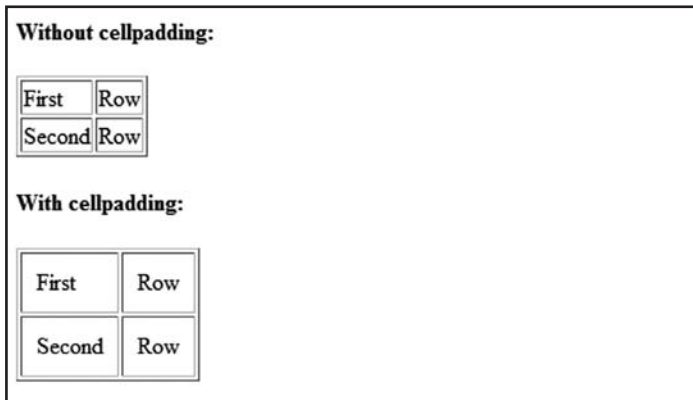 Without cellpadding:
First Row
Second Row
With cellpadding:
First Row
Second Row